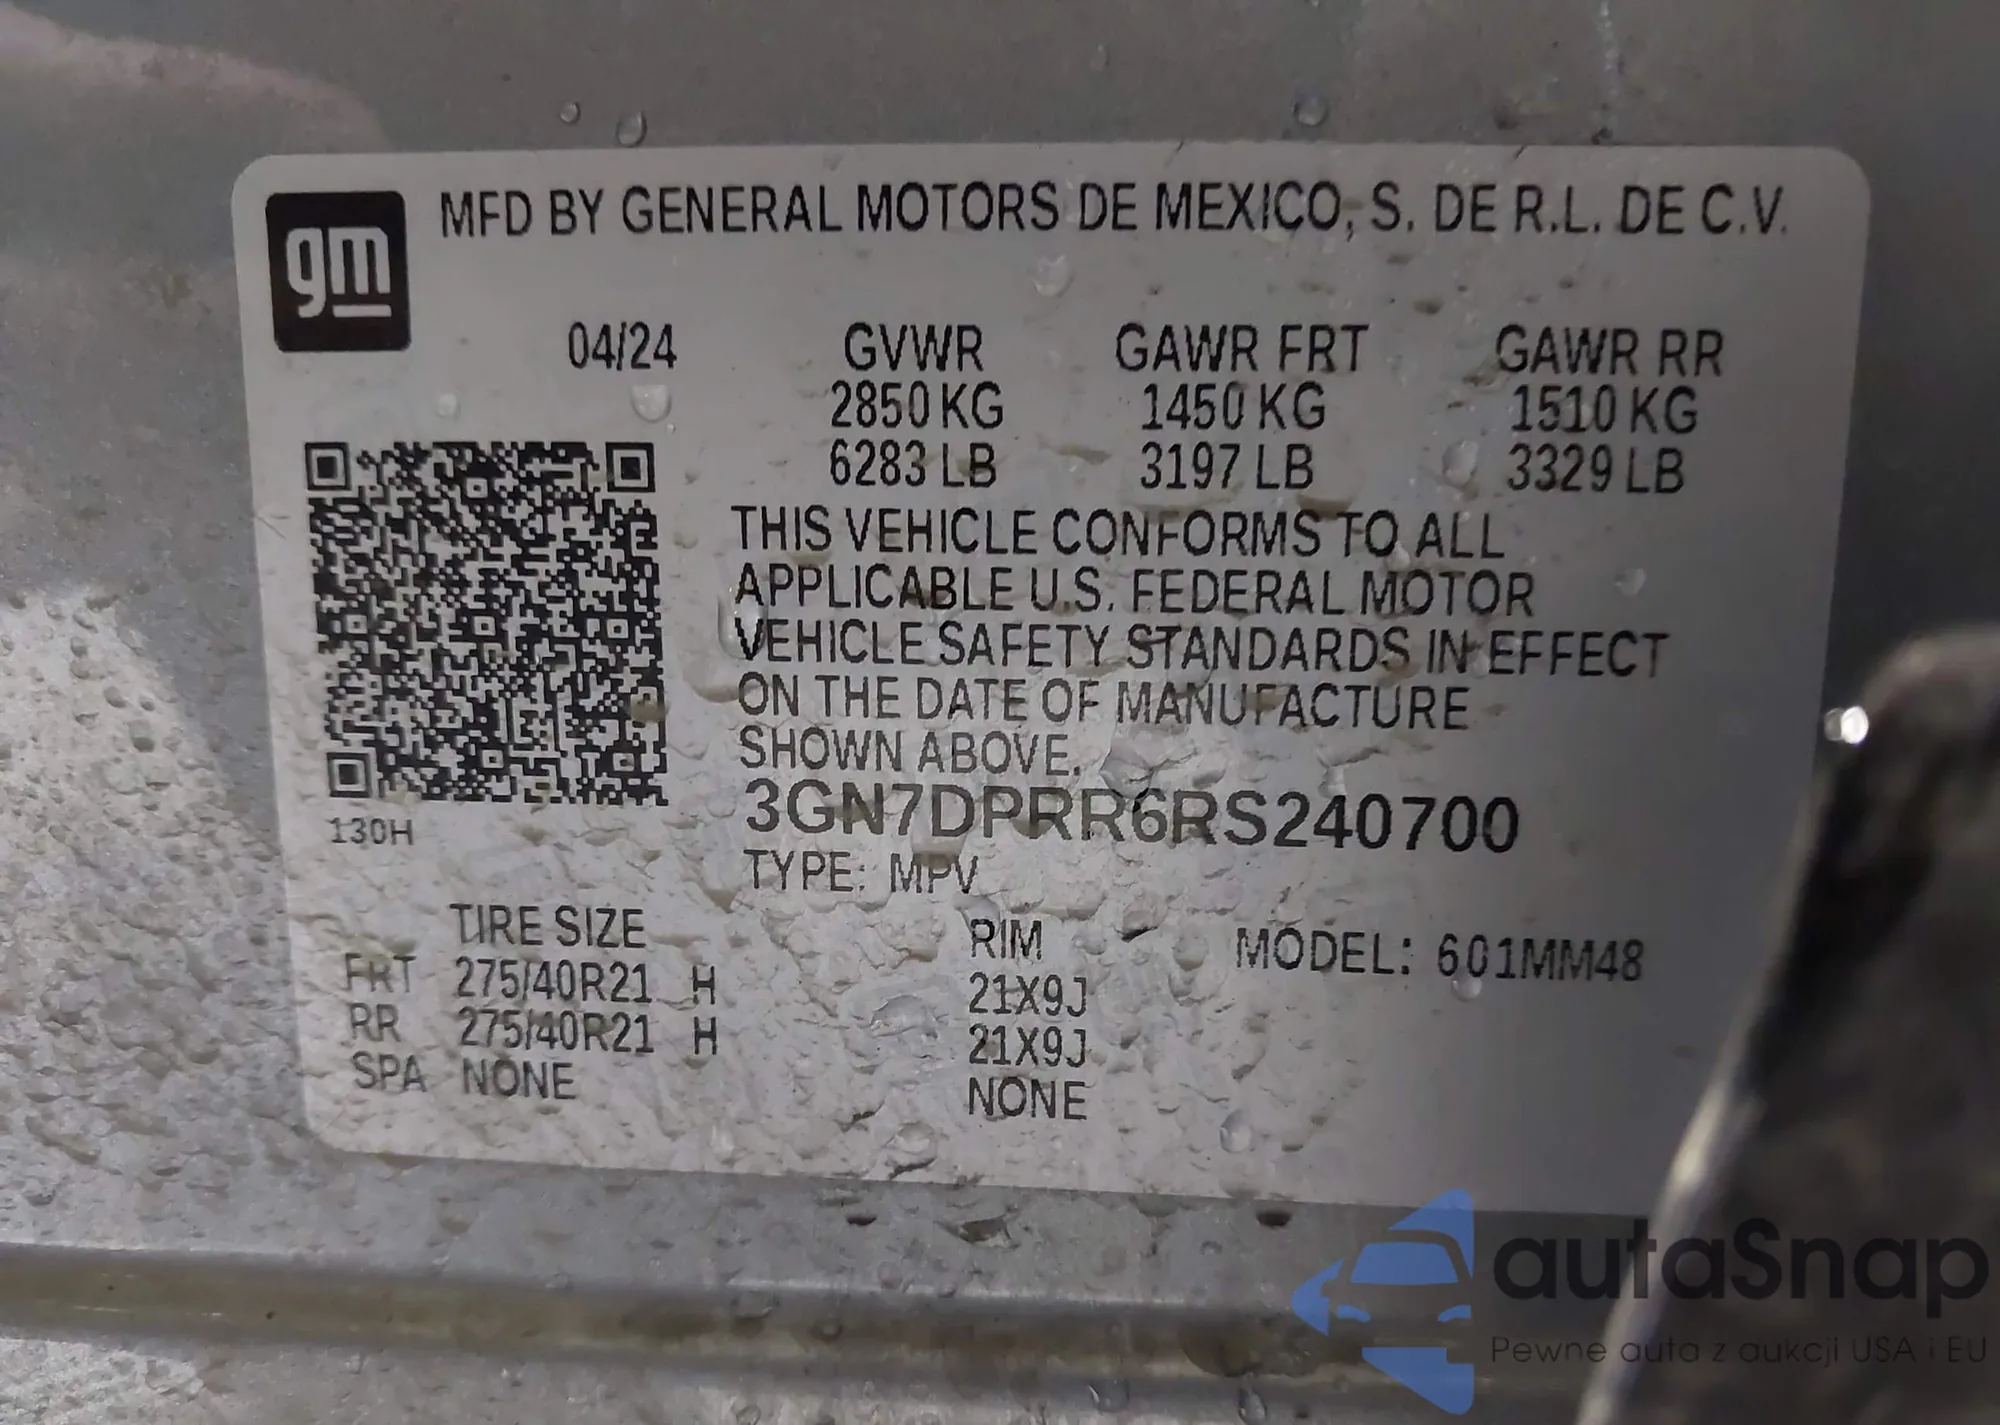 gm
MFD BY GENERAL MOTORS DE MEXICO, S. DE R.L. DE C.V.
04/24 GVWR GAWR FRT GAWR RR
2850 KG 1450 KG 1510 KG
6283 LB 3197 LB 3329 LB
THIS VEHICLE CONFORMS TO ALL
APPLICABLE U.S. FEDERAL MOTOR
VEHICLE SAFETY STANDARDS IN EFFECT
ON THE DATE OF MANUFACTURE
SHOWN ABOVE.
3GN7DPRR6RS240700
130H
TYPE: MPV
TIRE SIZE RIM MODEL: 601MM48
FRT 275/40R21 H 21X9J
RR 275/40R21 H 21X9J
SPA NONE NONE
autaSnap
Pewne auta z aukcji USA i EU